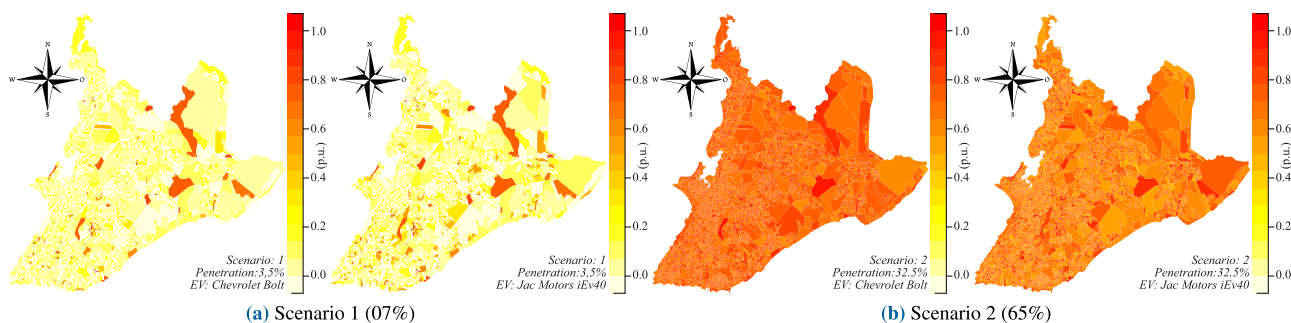 N
W
O
S
1.0
0.8
0.6
0.4
0.2
0.0
(p.u.)
Scenario: 1
Penetration:3,5%
EV: Chevrolet Bolt
N
W
O
S
1.0
0.8
0.6
0.4
0.2
0.0
(p.u.)
Scenario: 1
Penetration:3,5%
EV: Jac Motors iEv40
N
W
O
S
1.0
0.8
0.6
0.4
0.2
0.0
(p.u.)
Scenario: 2
Penetration:32.5%
EV: Chevrolet Bolt
N
W
O
S
1.0
0.8
0.6
0.4
0.2
0.0
(p.u.)
Scenario: 2
Penetration:32.5%
EV: Jac Motors iEv40
(a) Scenario 1 (07%)
(b) Scenario 2 (65%)